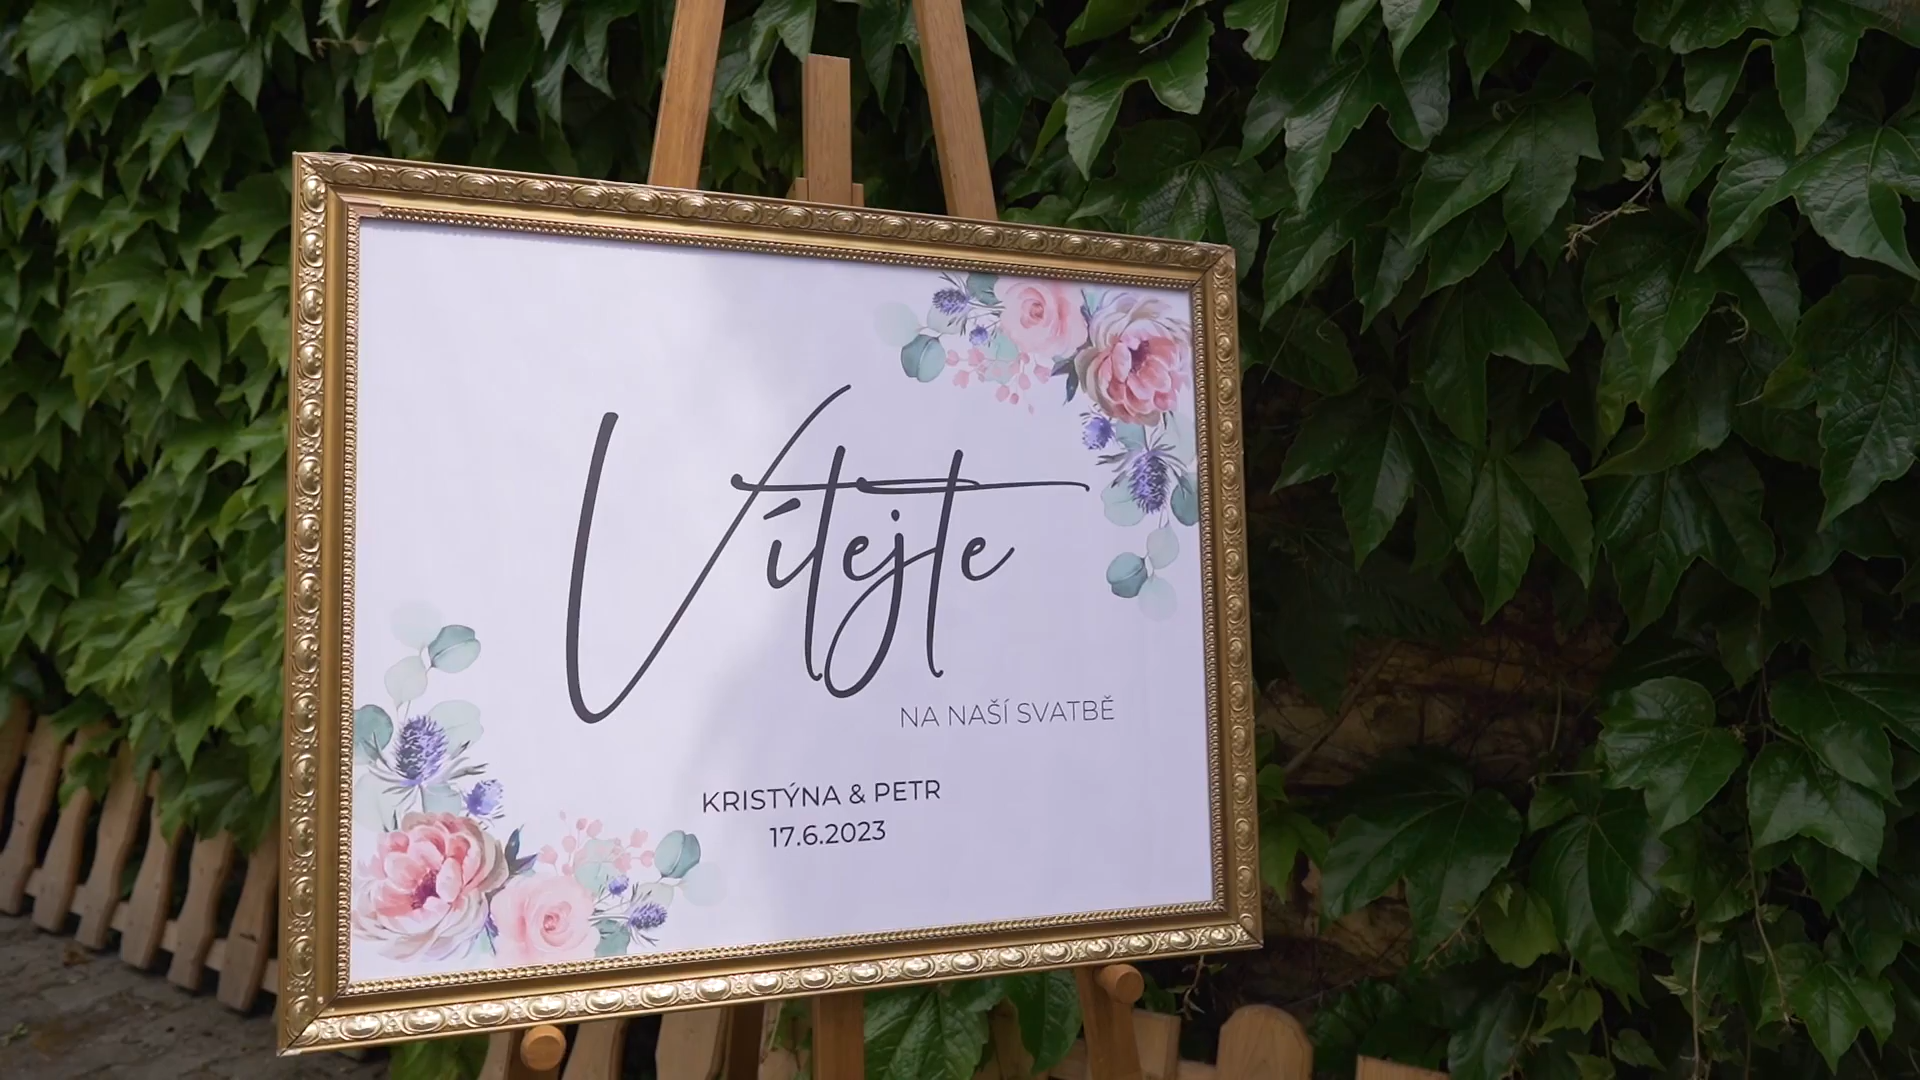 Vítejte
NA NAŠÍ SVATBĚ
KRISTÝNA & PETR
17.6.2023